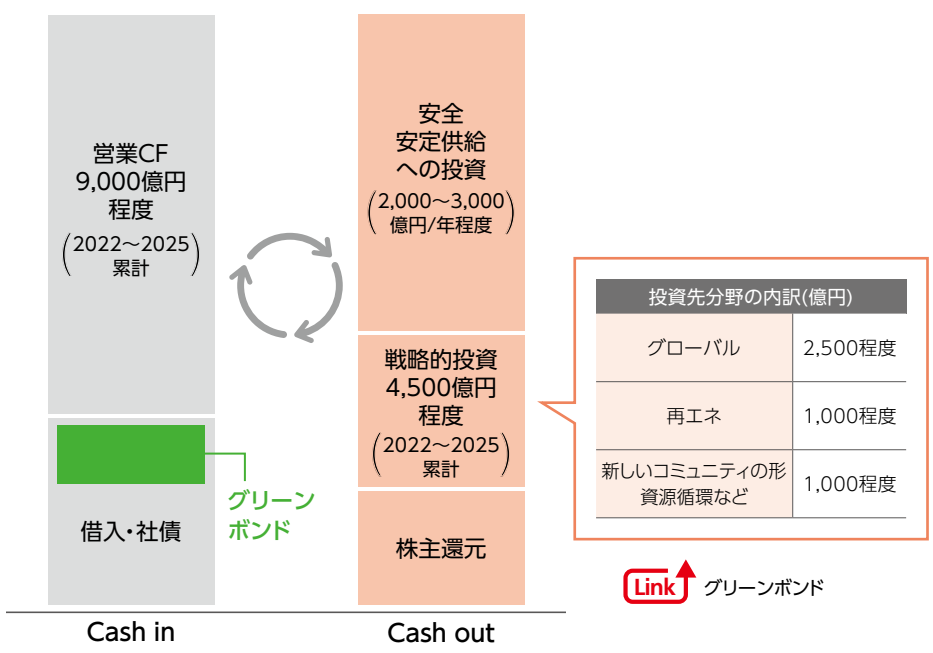 営業CF
9,000億円
程度
(2022～2025
累計)
借入・社債
グリーン
ボンド
Cash in
安全
安定供給
への投資
(2,000～3,000
億円/年程度)
戦略的投資
4,500億円
程度
(2022～2025
累計)
株主還元
Cash out
投資先分野の内訳(億円)
グローバル 2,500程度
再エネ 1,000程度
新しいコミュニティの形
資源循環など 1,000程度
Link グリーンボンド